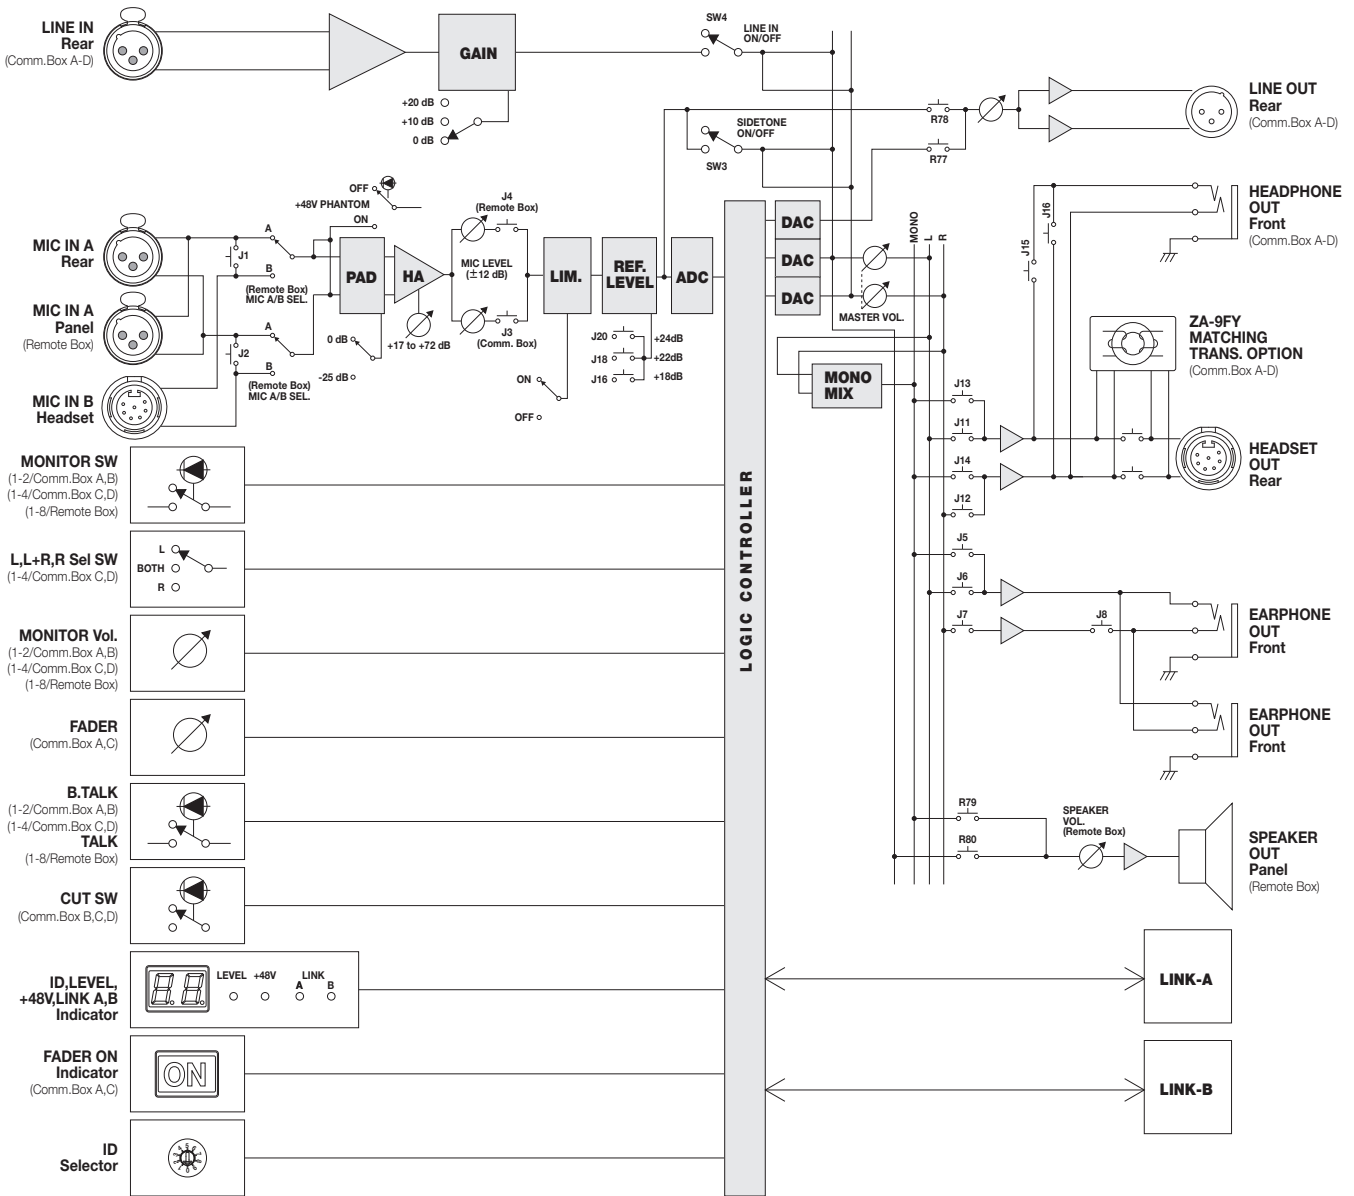 LINE IN
Rear
(Comm.Box A-D)
GAIN
+20 dB
+10 dB
0 dB
SW4
LINE IN
ON/OFF
SIDETONE
ON/OFF
SW3
R78
R77
LINE OUT
Rear
(Comm.Box A-D)
MIC IN A
Rear
MIC IN A
Panel
(Remote Box)
MIC IN B
Headset
J1
J2
A
B
(Remote Box)
MIC A/B SEL.
A
B
(Remote Box)
MIC A/B SEL.
OFF
+48V PHANTOM
ON
PAD
0 dB
-25 dB
HA
+17 to +72 dB
J4
(Remote Box)
MIC LEVEL
(±12 dB)
J3
(Comm. Box)
LIM.
ON
OFF
REF.
LEVEL
J20
+24dB
J18
+22dB
J16
+18dB
ADC
LOGIC CONTROLLER
DAC
DAC
DAC
MASTER VOL.
MONO
L
R
MONO
MIX
J16
J15
HEADPHONE
OUT
Front
(Comm.Box A-D)
ZA-9FY
MATCHING
TRANS. OPTION
(Comm.Box A-D)
J13
J11
J14
J12
HEADSET
OUT
Rear
J5
J6
J7
J8
EARPHONE
OUT
Front
EARPHONE
OUT
Front
R79
R80
SPEAKER
VOL.
(Remote Box)
SPEAKER
OUT
Panel
(Remote Box)
MONITOR SW
(1-2/Comm.Box A,B)
(1-4/Comm.Box C,D)
(1-8/Remote Box)
L,L+R,R Sel SW
(1-4/Comm.Box C,D)
L
BOTH
R
MONITOR Vol.
(1-2/Comm.Box A,B)
(1-4/Comm.Box C,D)
(1-8/Remote Box)
FADER
(Comm.Box A,C)
B.TALK
(1-2/Comm.Box A,B)
(1-4/Comm.Box C,D)
TALK
(1-8/Remote Box)
CUT SW
(Comm.Box B,C,D)
ID,LEVEL,
+48V,LINK A,B
Indicator
8.8.
LEVEL +48V LINK
A B
FADER ON
Indicator
(Comm.Box A,C)
ON
ID
Selector
LINK-A
LINK-B